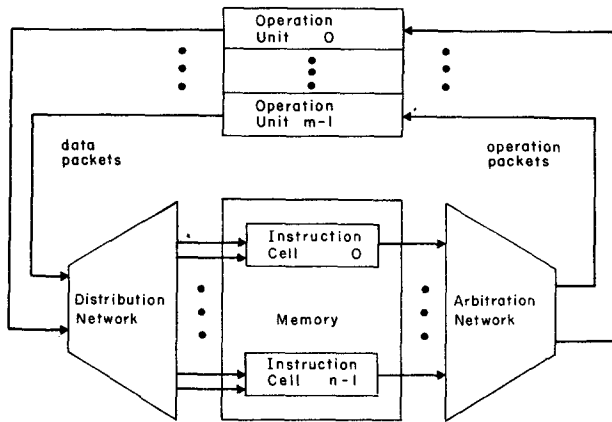 Operation
Unit 0
Operation
Unit m-1
data
packets
operation
packets
Instruction
Cell 0
Distribution
Network
Memory
Arbitration
Network
Instruction
Cell n-1